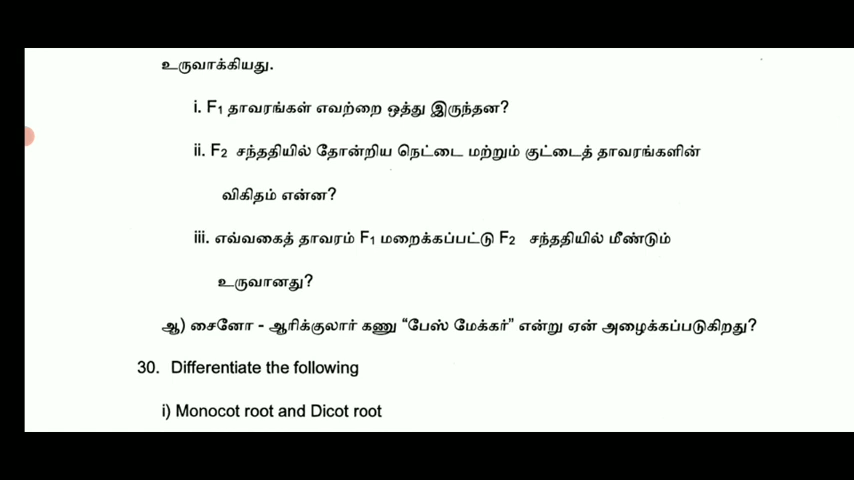 உருவாக்கியது.
i. F1 தாவரங்கள் எவற்றை ஒத்து இருந்தன?
ii. F2 சந்ததியில் தோன்றிய நெட்டை மற்றும் குட்டைத் தாவரங்களின்
விகிதம் என்ன?
iii. எவ்வகைத் தாவரம் F1 மறைக்கப்பட்டு F2 சந்ததியில் மீண்டும்
உருவானது?
ஆ) சைனோ - ஆரிக்குலார் கணு “பேஸ் மேக்கர்” என்று ஏன் அழைக்கப்படுகிறது?
30. Differentiate the following
i) Monocot root and Dicot root